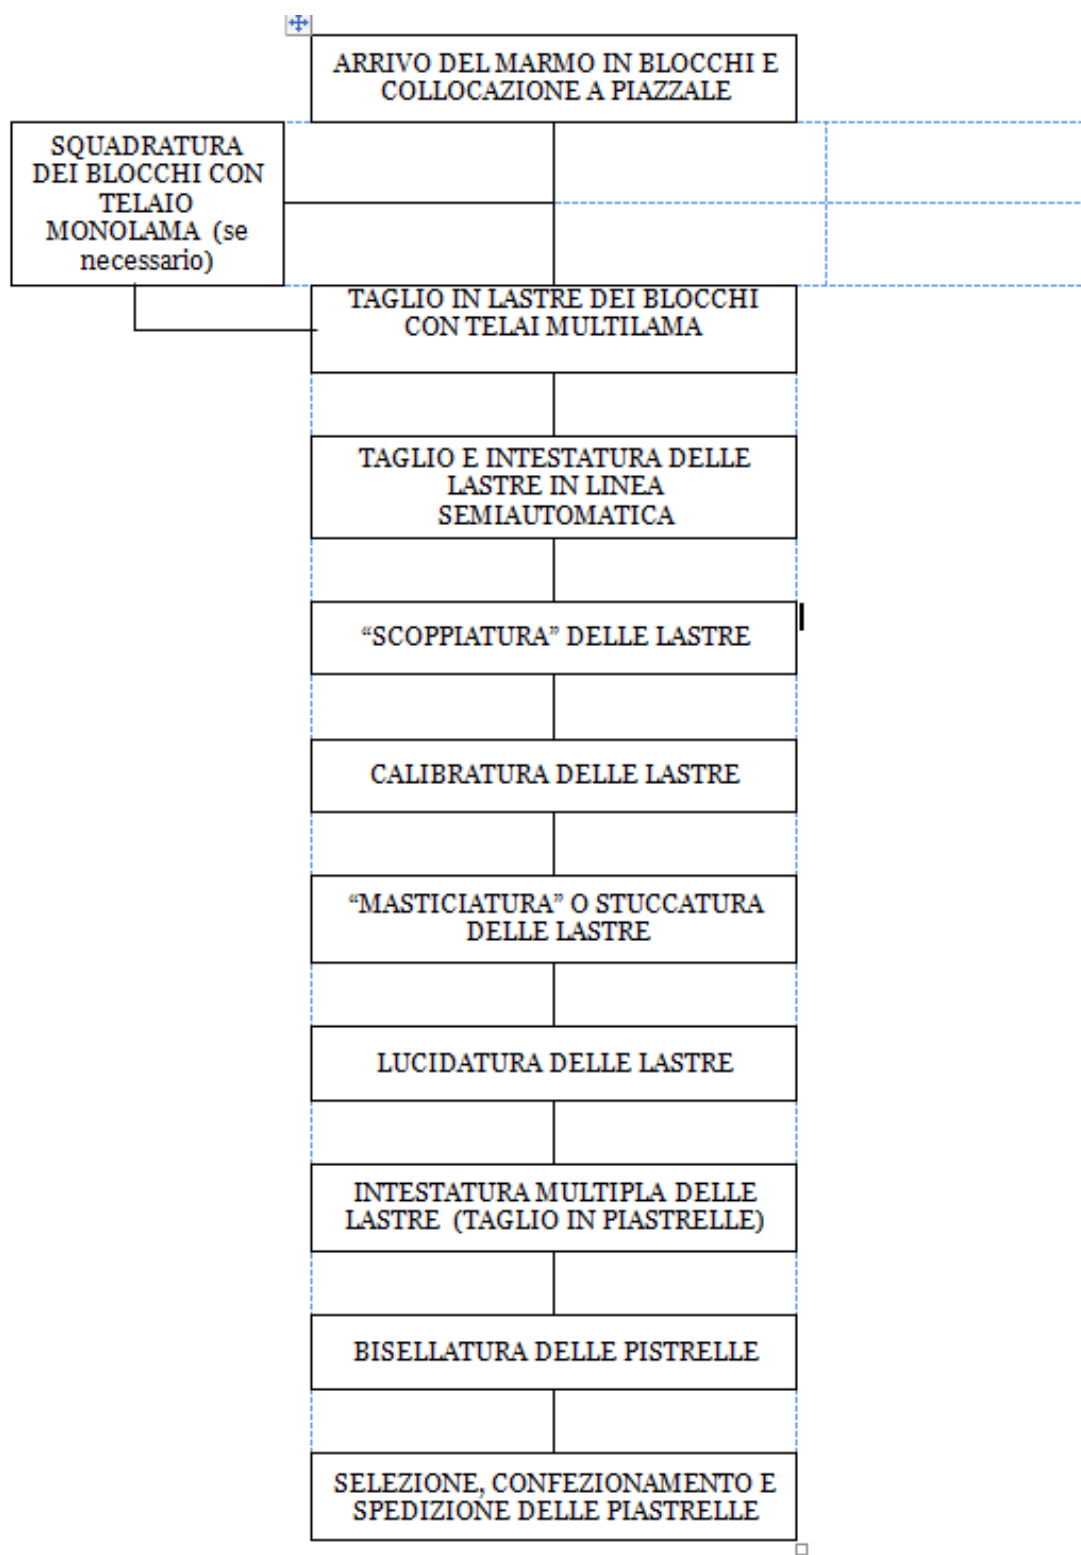 ARRIVO DEL MARMO IN BLOCCHI E
COLLOCAZIONE A PIAZZALE
SQUADRATURA
DEI BLOCCHI CON
TELAIO
MONOLAMA (se
necessario)
TAGLIO IN LASTRE DEI BLOCCHI
CON TELAI MULTILAMA
TAGLIO E INTESTATURA DELLE
LASTRE IN LINEA
SEMIAUTOMATICA
“SCOPPIATURA” DELLE LASTRE
CALIBRATURA DELLE LASTRE
“MASTICIATURA” O STUCCATURA
DELLE LASTRE
LUCIDATURA DELLE LASTRE
INTESTATURA MULTIPLA DELLE
LASTRE (TAGLIO IN PIASTRELLE)
BISELLATURA DELLE PISTRELLE
SELEZIONE, CONFEZIONAMENTO E
SPEDIZIONE DELLE PIASTRELLE